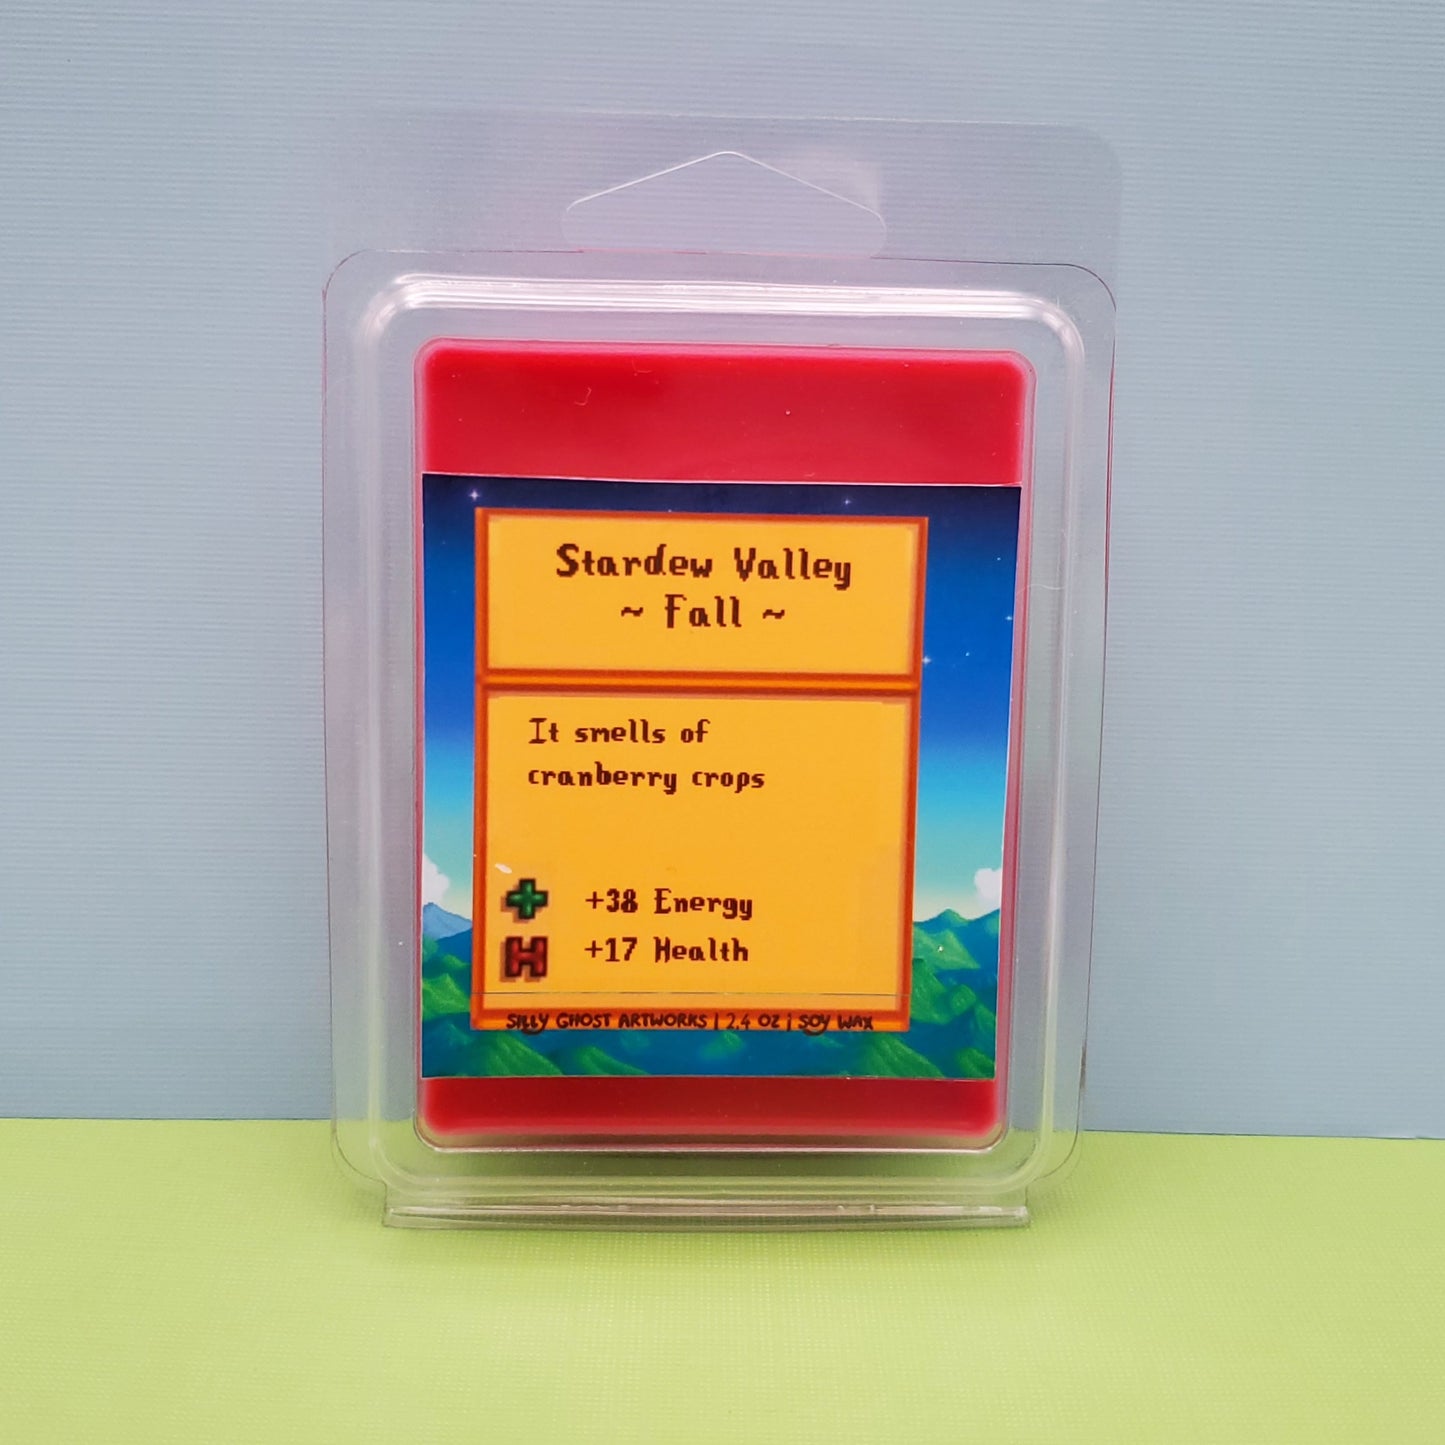 Stardew Valley
~ Fall ~
It smells of
cranberry crops
+38 Energy
+17 Health
SILLY GHOST ARTWORKS | 2.4 OZ | SOY WAX